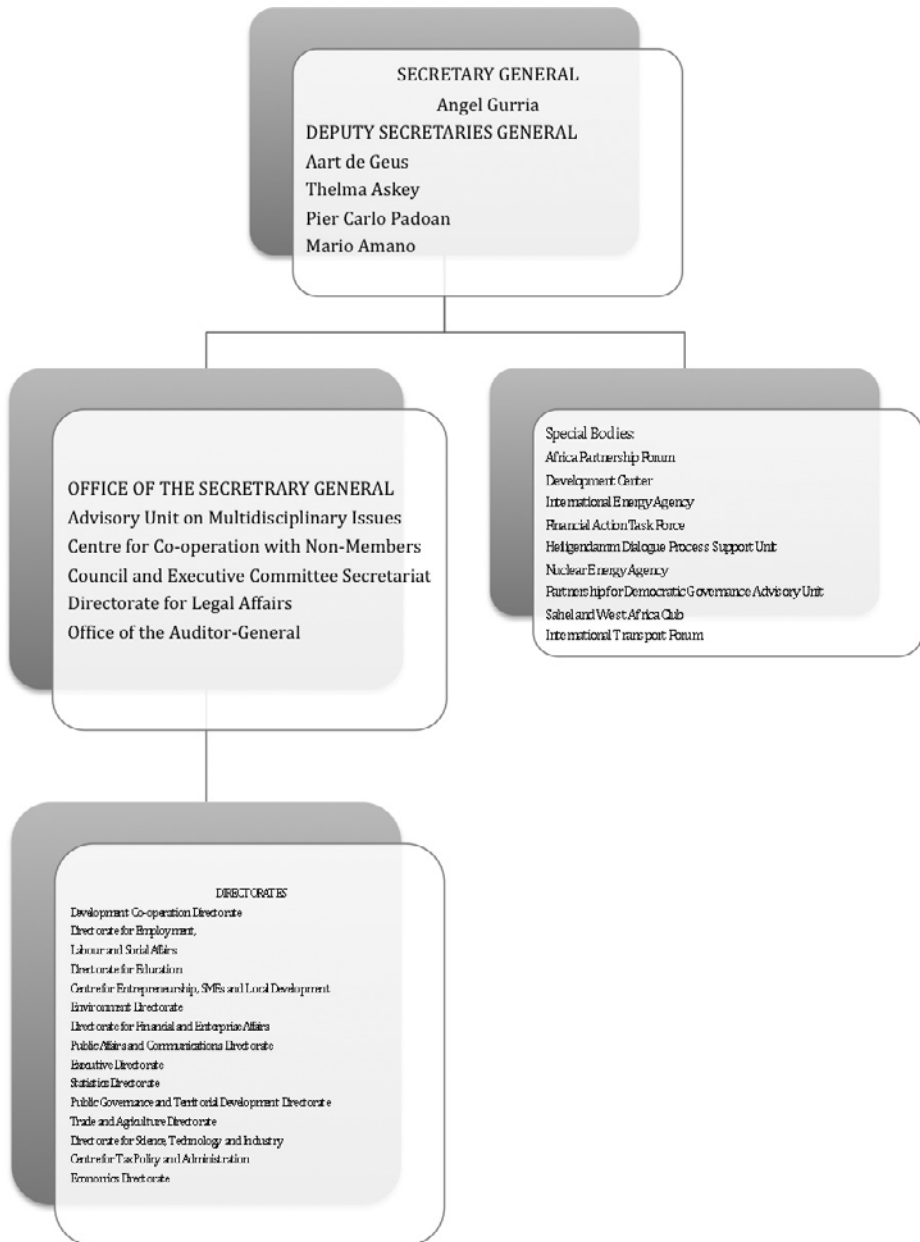 SECRETARY GENERAL
Angel Gurria
DEPUTY SECRETARIES GENERAL
Aart de Geus
Thelma Askey
Pier Carlo Padoan
Mario Amano
OFFICE OF THE SECRETRARY GENERAL
Advisory Unit on Multidisciplinary Issues
Centre for Co-operation with Non-Members
Council and Executive Committee Secretariat
Directorate for Legal Affairs
Office of the Auditor-General
Special Bodies:
Africa Partnership Forum
Development Center
International Energy Agency
Financial Action Task Force
Heiligendamm Dialogue Process Support Unit
Nuclear Energy Agency
Partnership for Democratic Governance Advisory Unit
Sahel and West Africa Club
International Transport Forum
DIRECTORATES
Development Co-operation Directorate
Directorate for Employment,
Labour and Social Affairs
Directorate for Education
Centre for Entrepreneurship, SMEs and Local Development
Environment Directorate
Directorate for Financial and Enterprise Affairs
Public Affairs and Communications Directorate
Executive Directorate
Statistics Directorate
Public Governance and Territorial Development Directorate
Trade and Agriculture Directorate
Directorate for Science, Technology and Industry
Centre for Tax Policy and Administration
Economics Directorate